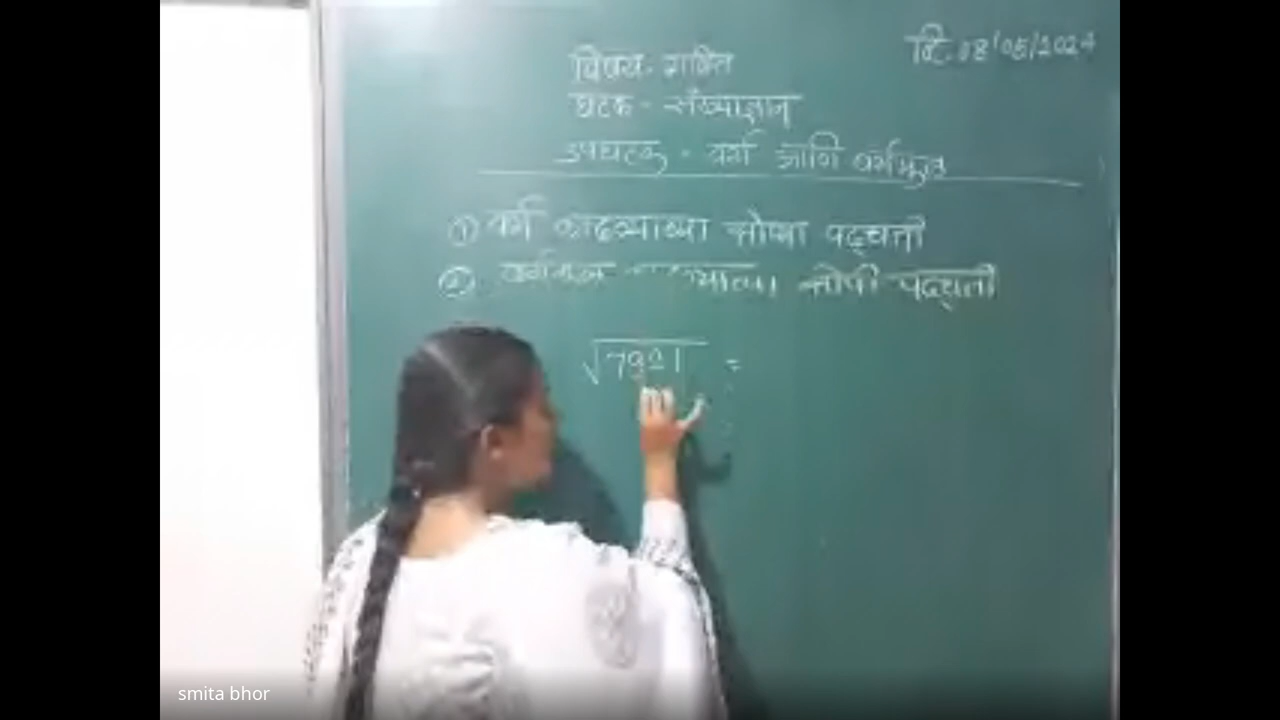 दि. 08/05/2024
विषय - गणित
घटक - संख्याज्ञान
उपघटक - वर्ग आणि वर्गमूळ
① वर्ग काढण्याच्या सोप्या पद्धती
② वर्गमूळ सोपी पद्धती
√7921 =
smita bhor